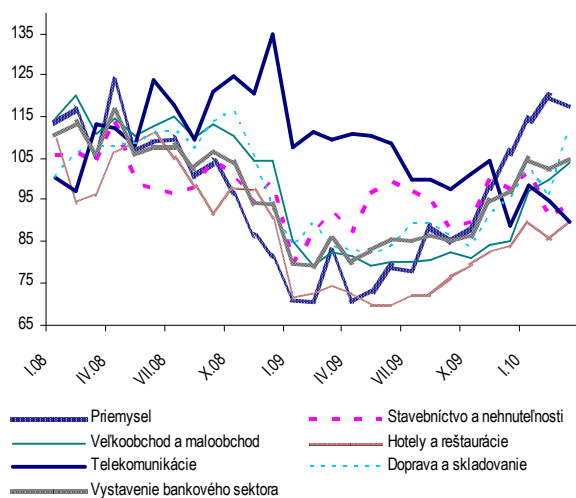 135
125
115
105
95
85
75
65
I.08
IV.08
VII.08
X.08
I.09
IV.09
VII.09
X.09
I.10
Priemysel
Stavebníctvo a nehnuteľnosti
Veľkoobchod a maloobchod
Hotely a reštaurácie
Telekomunikácie
Doprava a skladovanie
Vystavenie bankového sektora